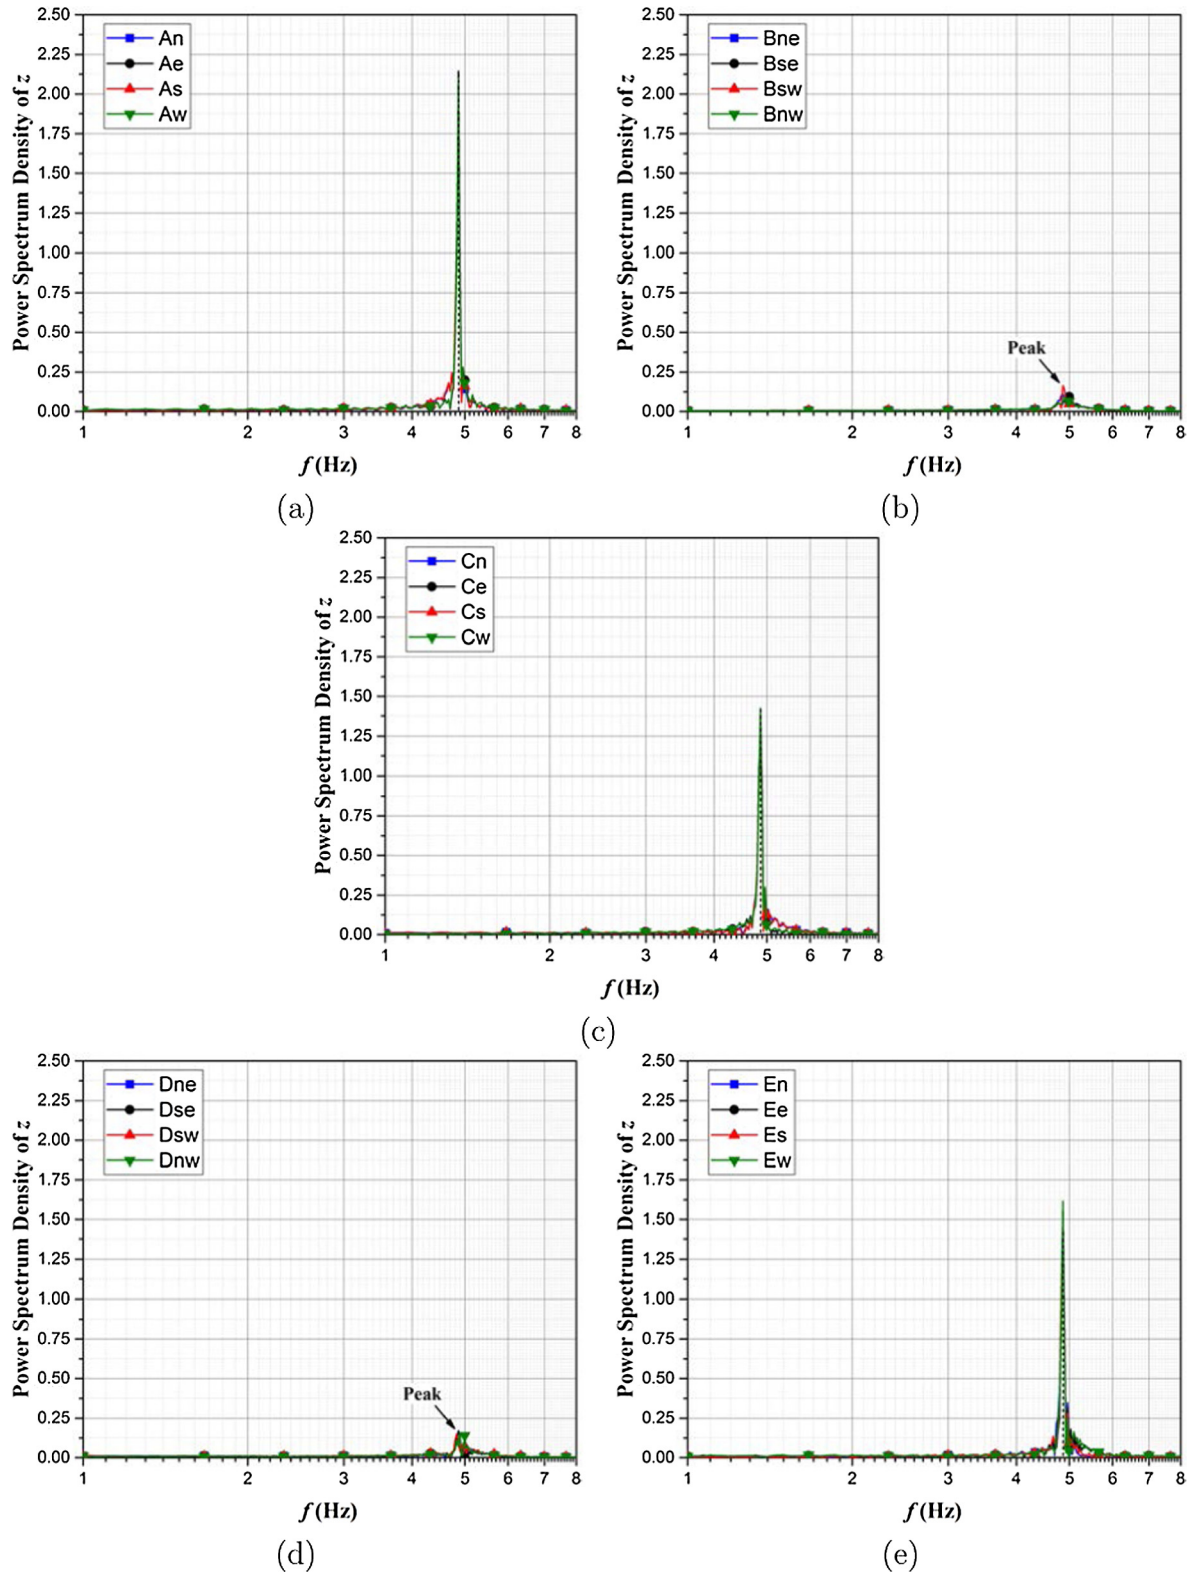 2.50
2.25
2.00
1.75
1.50
1.25
1.00
0.75
0.50
0.25
0.00
Power Spectrum Density of z
An
Ae
As
Aw
1 2 3 4 5 6 7 8
f (Hz)
(a)
2.50
2.25
2.00
1.75
1.50
1.25
1.00
0.75
0.50
0.25
0.00
Power Spectrum Density of z
Bne
Bse
Bsw
Bnw
Peak
1 2 3 4 5 6 7 8
f (Hz)
(b)
2.50
2.25
2.00
1.75
1.50
1.25
1.00
0.75
0.50
0.25
0.00
Power Spectrum Density of z
Cn
Ce
Cs
Cw
1 2 3 4 5 6 7 8
f (Hz)
(c)
2.50
2.25
2.00
1.75
1.50
1.25
1.00
0.75
0.50
0.25
0.00
Power Spectrum Density of z
Dne
Dse
Dsw
Dnw
Peak
1 2 3 4 5 6 7 8
f (Hz)
(d)
2.50
2.25
2.00
1.75
1.50
1.25
1.00
0.75
0.50
0.25
0.00
Power Spectrum Density of z
En
Ee
Es
Ew
1 2 3 4 5 6 7 8
f (Hz)
(e)